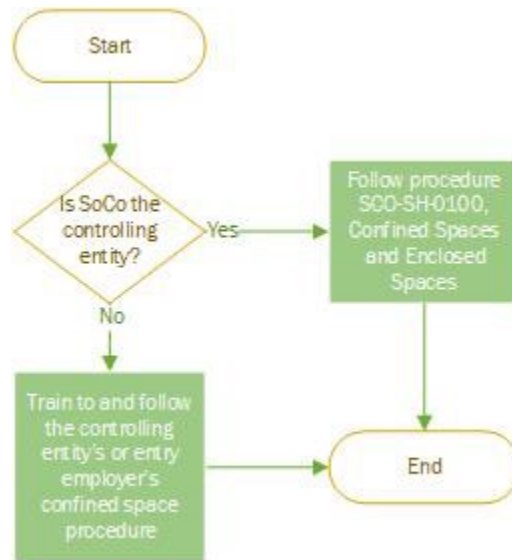 Start
Is SoCo the
controlling
entity?
Yes
Follow procedure
SCO-SH-0100,
Confined Spaces
and Enclosed
Spaces
No
Train to and follow
the controlling
entity's or entry
employer's
confined space
procedure
End